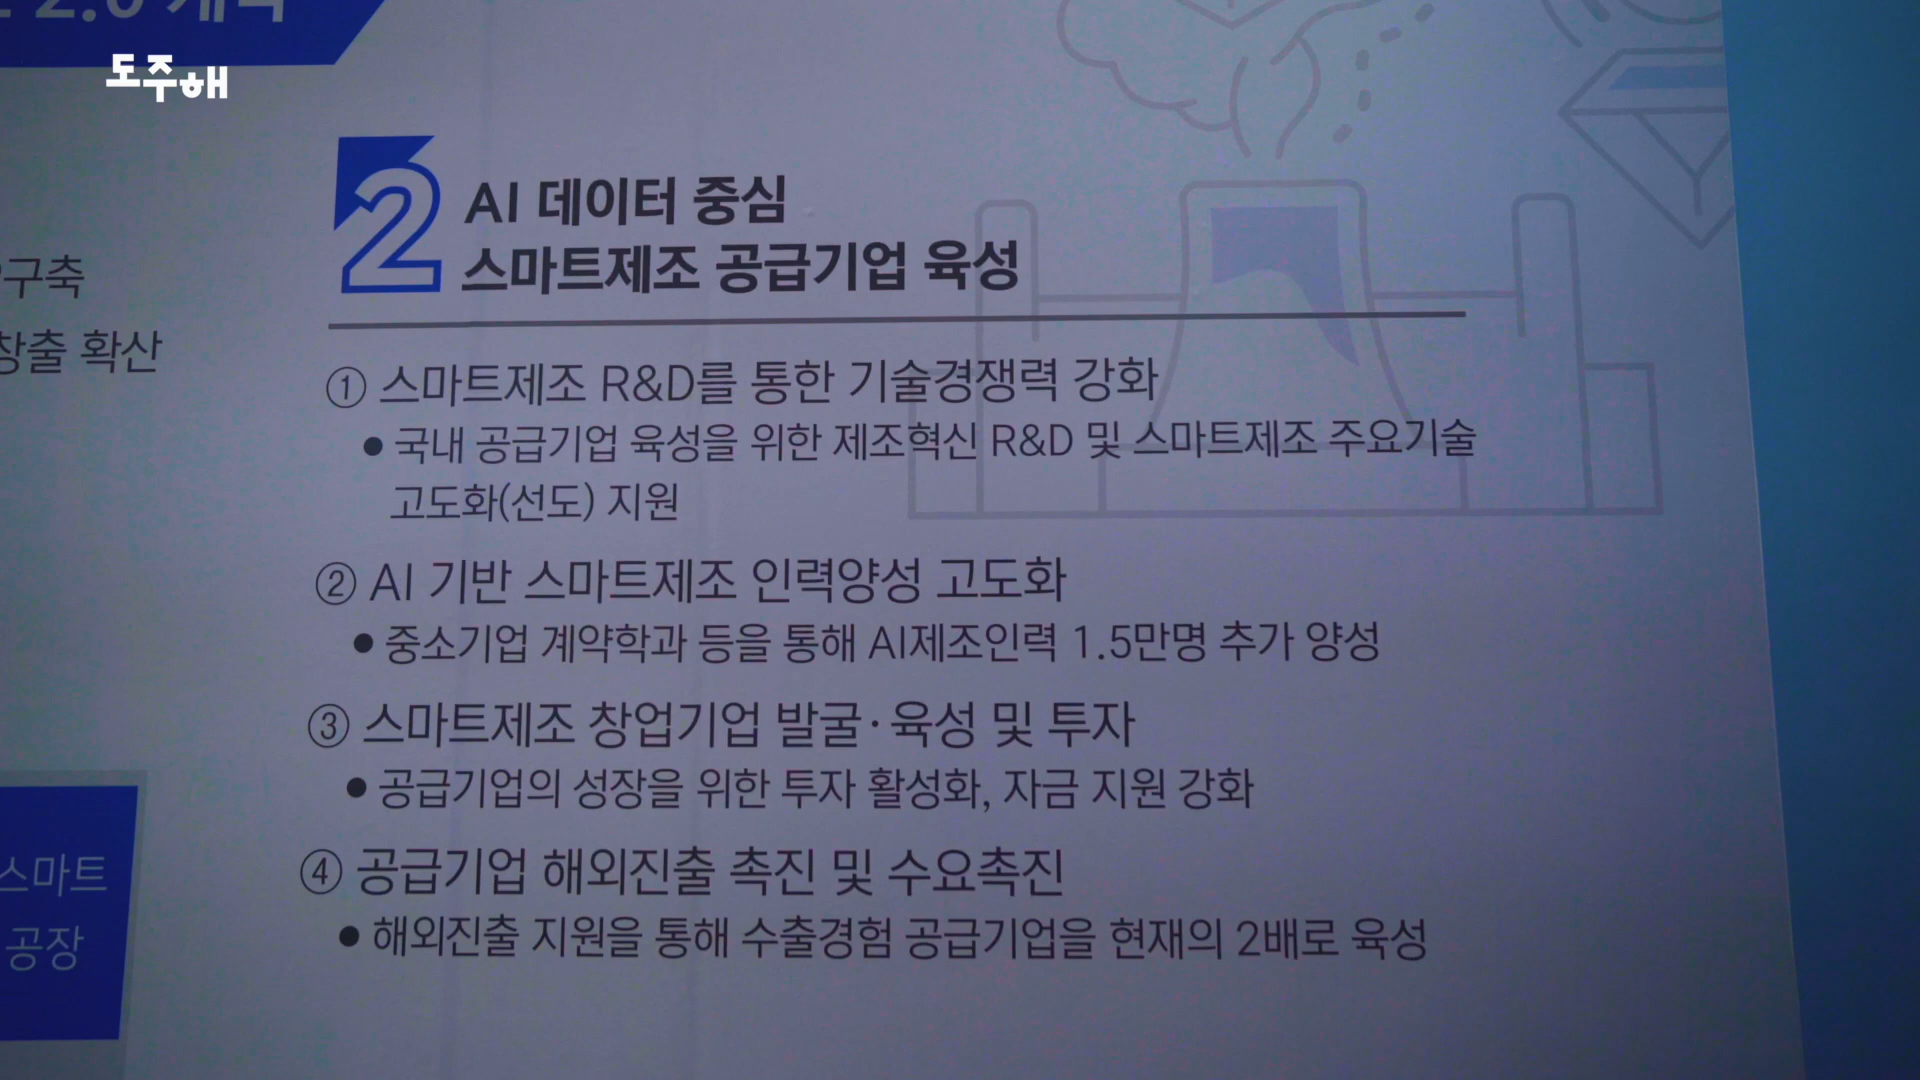 도주해
2
AI 데이터 중심
스마트제조 공급기업 육성
구축
창출 확산
① 스마트제조 R&D를 통한 기술경쟁력 강화
● 국내 공급기업 육성을 위한 제조혁신 R&D 및 스마트제조 주요기술
고도화(선도) 지원
② AI 기반 스마트제조 인력양성 고도화
● 중소기업 계약학과 등을 통해 AI제조인력 1.5만명 추가 양성
③ 스마트제조 창업기업 발굴·육성 및 투자
● 공급기업의 성장을 위한 투자 활성화, 자금 지원 강화
④ 공급기업 해외진출 촉진 및 수요촉진
● 해외진출 지원을 통해 수출경험 공급기업을 현재의 2배로 육성
스마트
공장